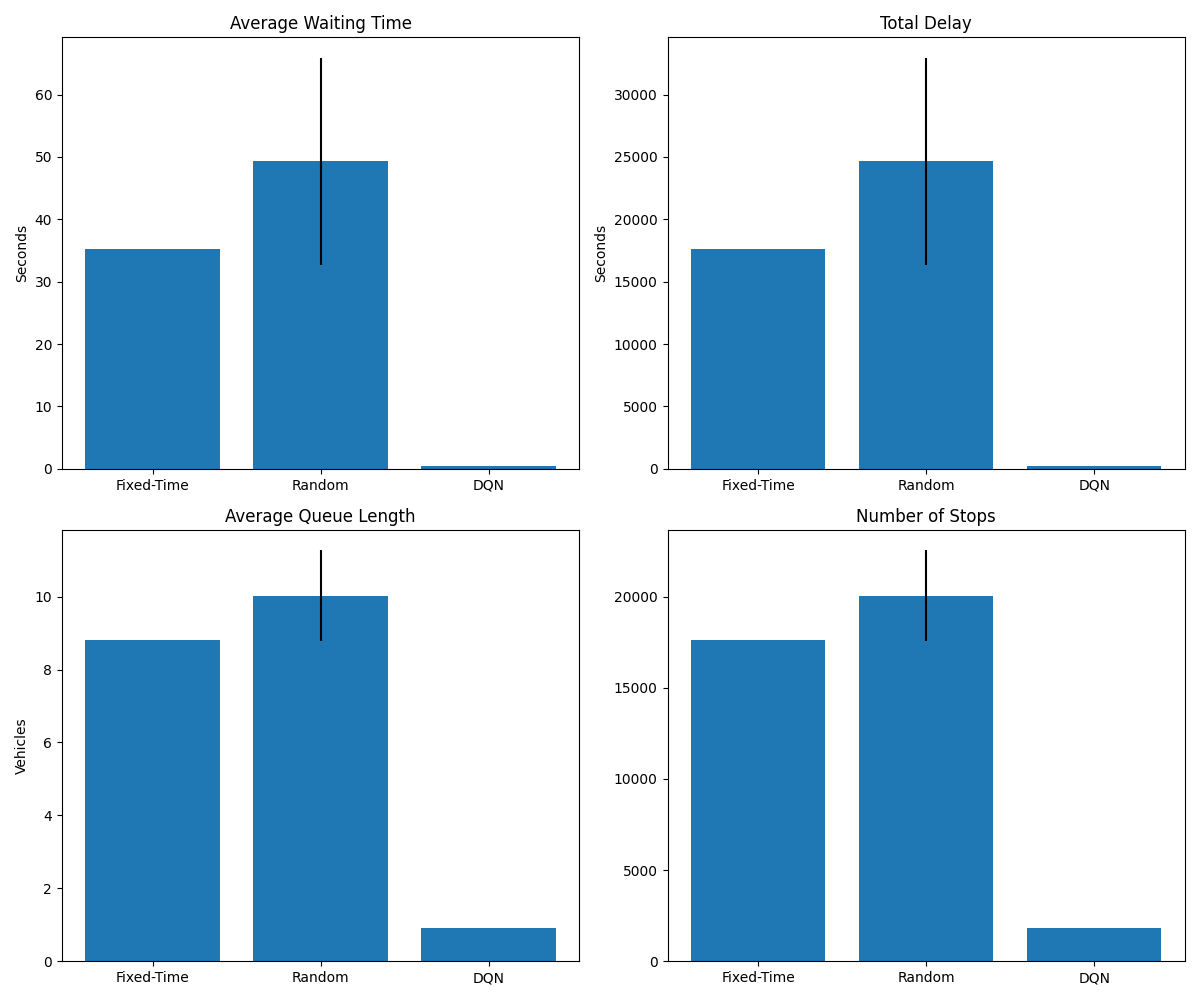 Average Waiting Time
Seconds
60
50
40
30
20
10
0
Fixed-Time Random DQN
Total Delay
Seconds
30000
25000
20000
15000
10000
5000
0
Fixed-Time Random DQN
Average Queue Length
Vehicles
10
8
6
4
2
0
Fixed-Time Random DQN
Number of Stops
20000
15000
10000
5000
0
Fixed-Time Random DQN